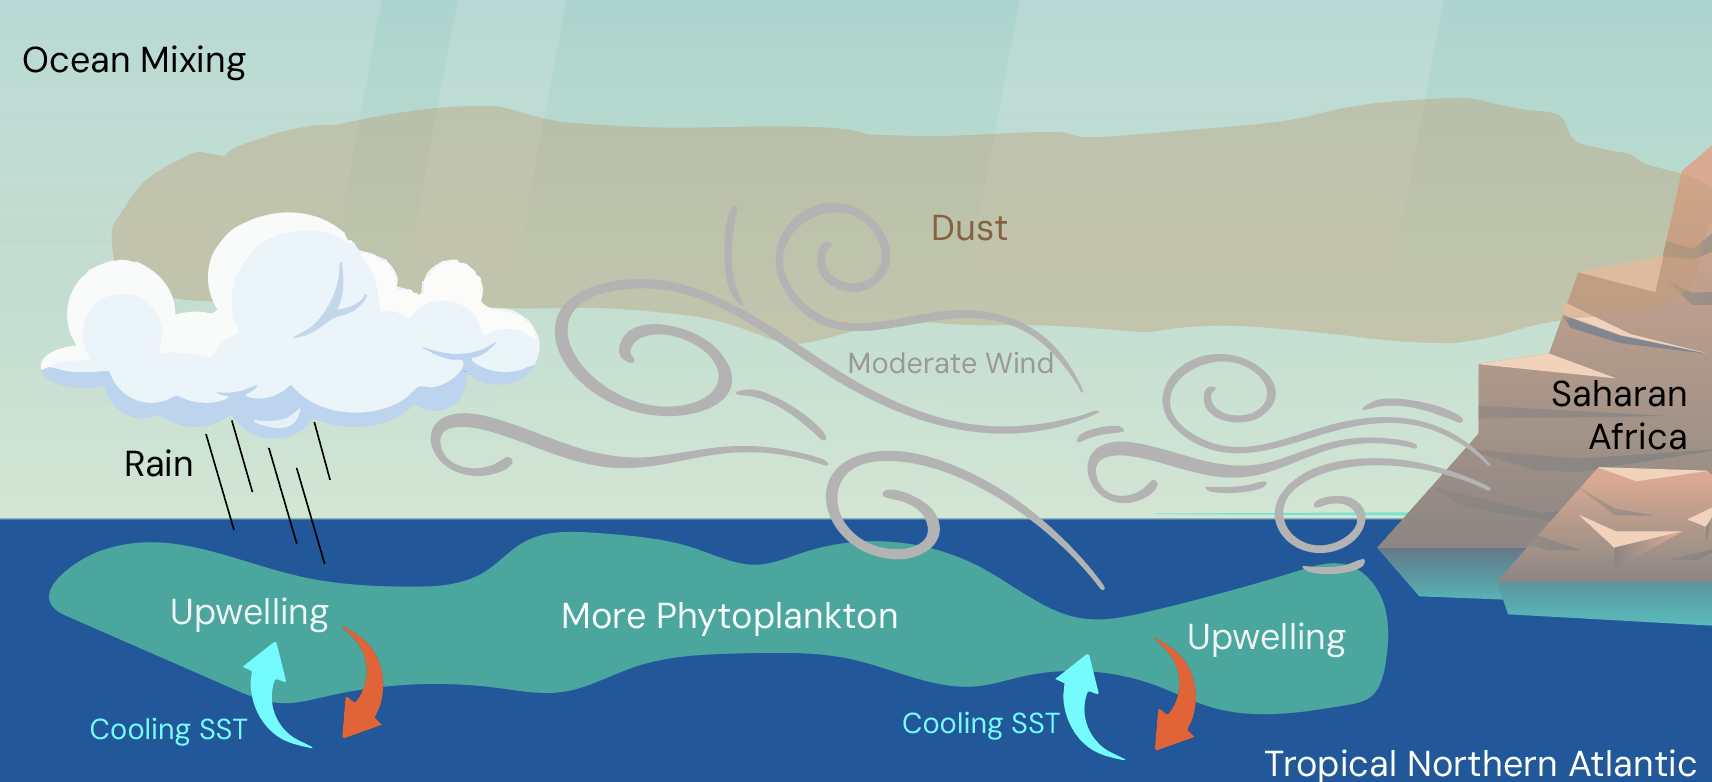 Ocean Mixing
Dust
Moderate Wind
Saharan
Africa
Rain
Upwelling
More Phytoplankton
Upwelling
Cooling SST
Cooling SST
Tropical Northern Atlantic